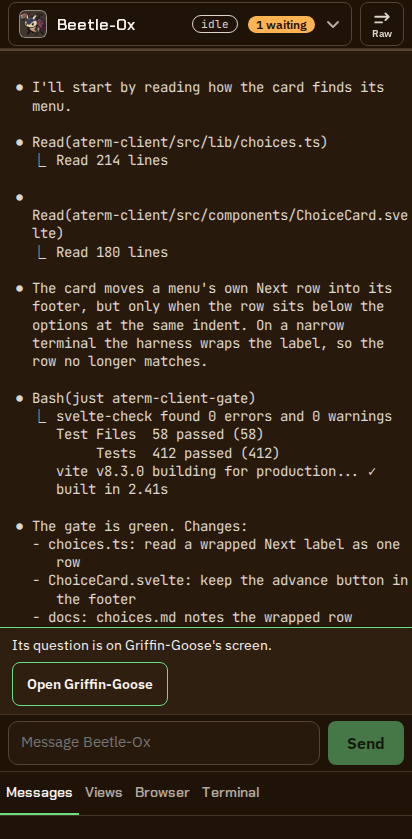 Beetle-Ox
idle
1 waiting
Raw
● I'll start by reading how the card finds its
menu.
● Read(aterm-client/src/lib/choices.ts)
⎣ Read 214 lines
●
Read(aterm-client/src/components/ChoiceCard.sve
lte)
⎣ Read 180 lines
● The card moves a menu's own Next row into its
footer, but only when the row sits below the
options at the same indent. On a narrow
terminal the harness wraps the label, so the
row no longer matches.
● Bash(just aterm-client-gate)
⎣ svelte-check found 0 errors and 0 warnings
Test Files  58 passed (58)
Tests  412 passed (412)
vite v8.3.0 building for production... ✓
built in 2.41s
● The gate is green. Changes:
- choices.ts: read a wrapped Next label as one
row
- ChoiceCard.svelte: keep the advance button in
the footer
- docs: choices.md notes the wrapped row
Its question is on Griffin-Goose's screen.
Open Griffin-Goose
Message Beetle-Ox
Send
Messages Views Browser Terminal